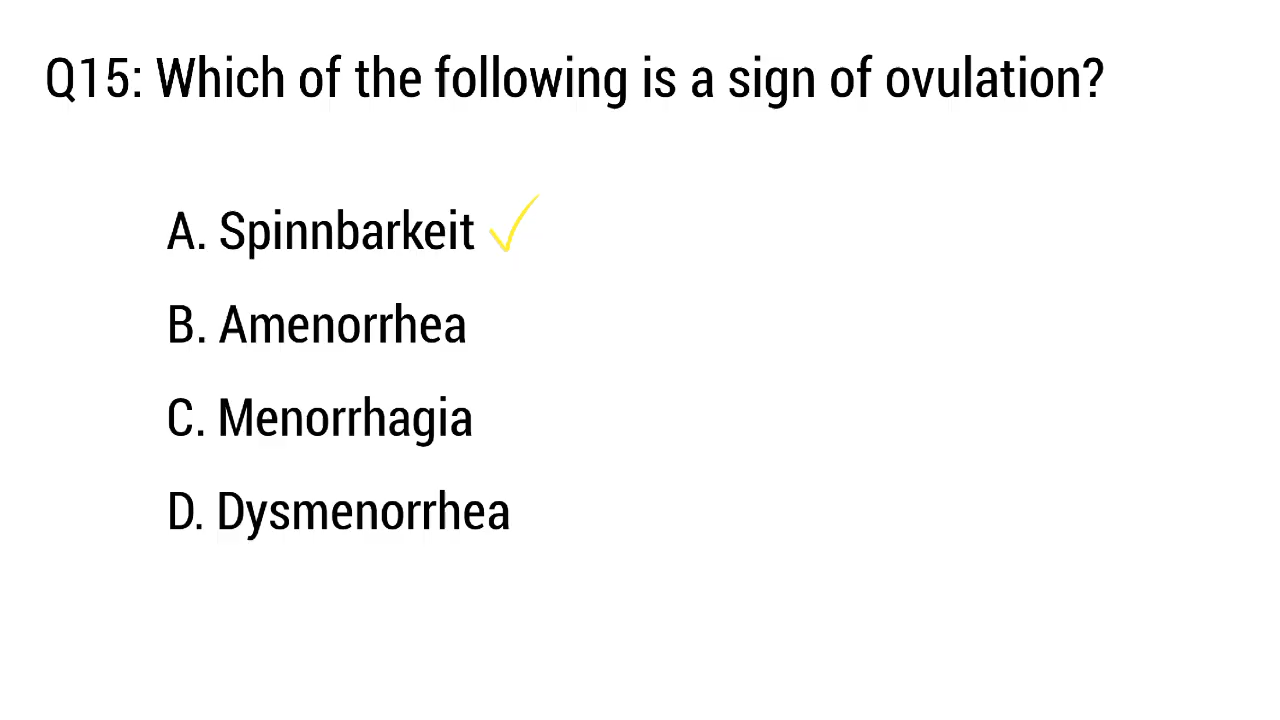 Q15: Which of the following is a sign of ovulation?
A. Spinnbarkeit
B. Amenorrhea
C. Menorrhagia
D. Dysmenorrhea